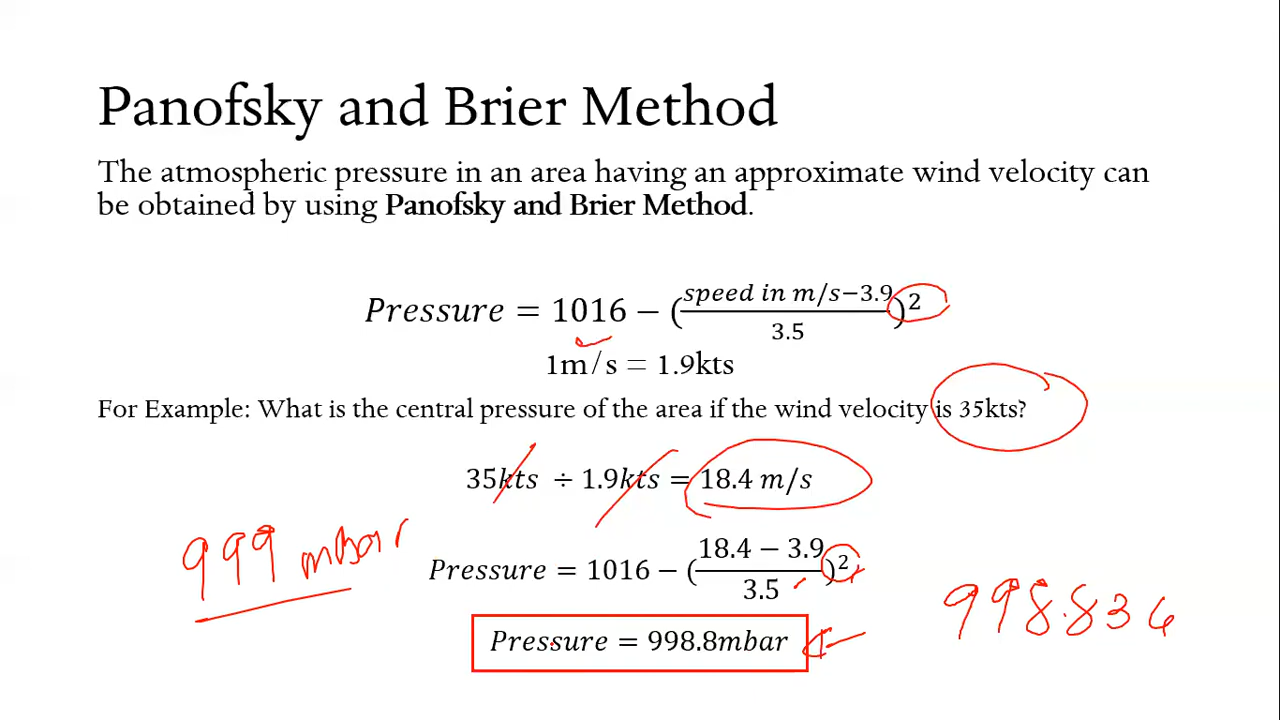 Panofsky and Brier Method
The atmospheric pressure in an area having an approximate wind velocity can
be obtained by using Panofsky and Brier Method.
Pressure = 1016 − (speed in m/s−3.9 / 3.5)²
1m/s = 1.9kts
For Example: What is the central pressure of the area if the wind velocity is 35kts?
35kts ÷ 1.9kts = 18.4 m/s
999 mbar
Pressure = 1016 − (18.4 − 3.9 / 3.5)²
998.834
Pressure = 998.8mbar